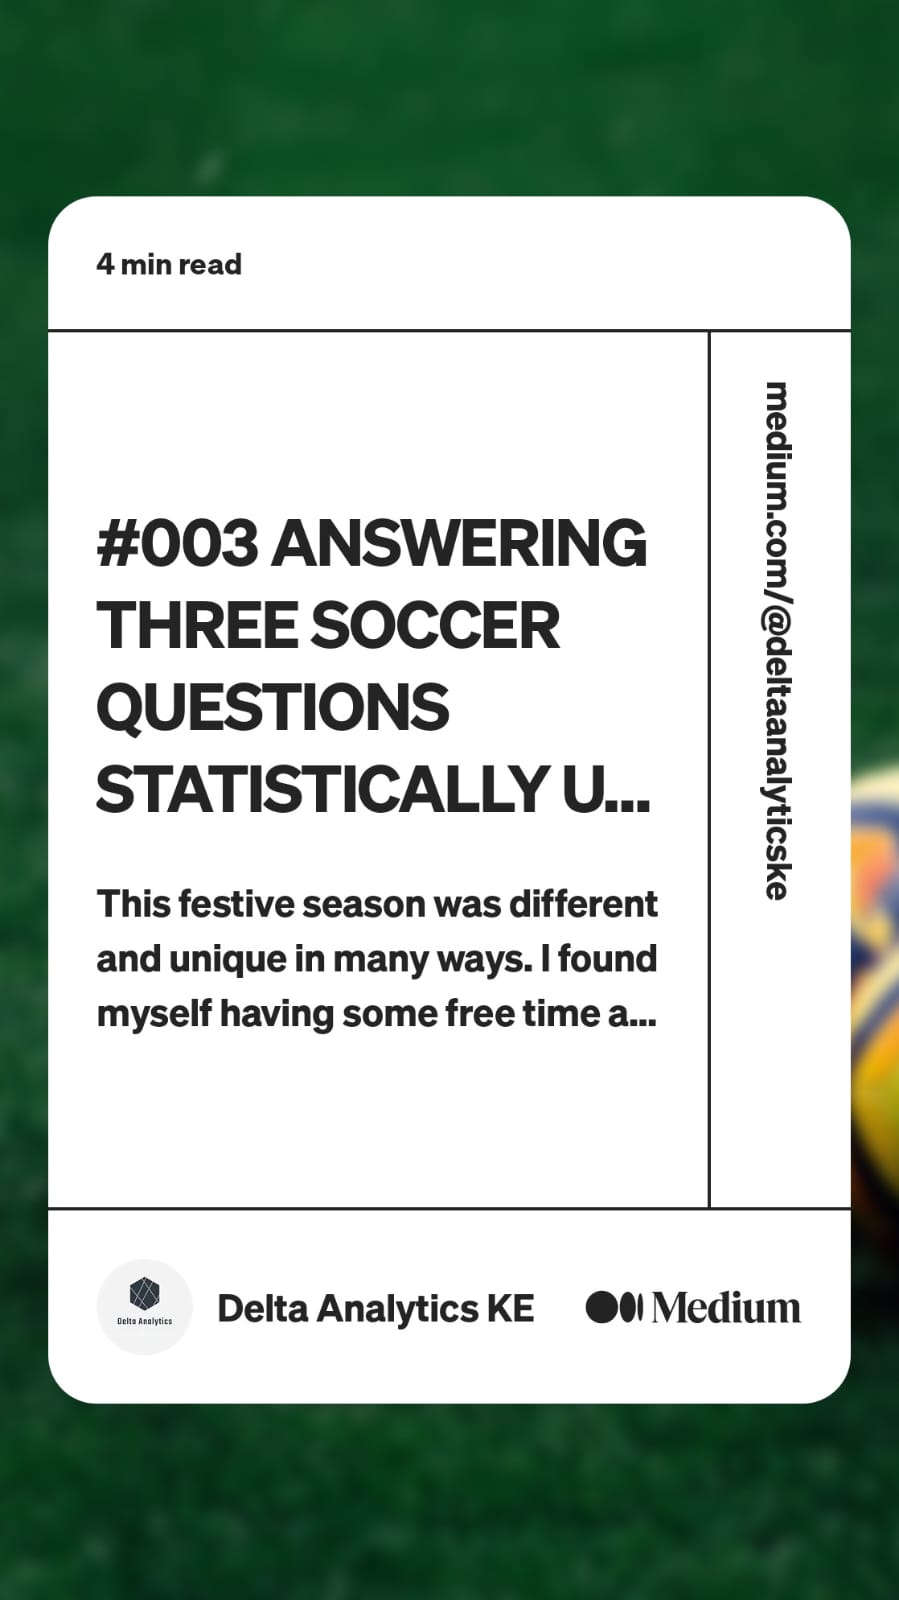 4 min read
#003 ANSWERING
THREE SOCCER
QUESTIONS
STATISTICALLY U...
This festive season was different
and unique in many ways. I found
myself having some free time a...
medium.com/@deltaanalyticske
Delta Analytics
Delta Analytics KE
Medium